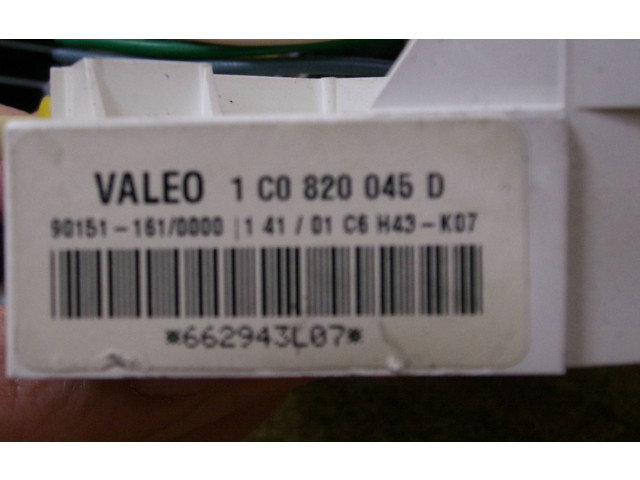 VALEO 1 C0 820 045 D
90151-161/0000 | 1 41 / 01 C6 H43-K07
*662943L07*